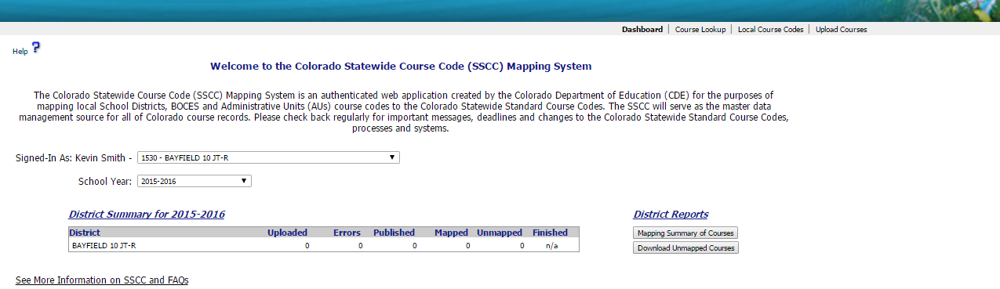 Dashboard | Course Lookup | Local Course Codes | Upload Courses
Help ?
Welcome to the Colorado Statewide Course Code (SSCC) Mapping System
The Colorado Statewide Course Code (SSCC) Mapping System is an authenticated web application created by the Colorado Department of Education (CDE) for the purposes of
mapping local School Districts, BOCES and Administrative Units (AUs) course codes to the Colorado Statewide Standard Course Codes. The SSCC will serve as the master data
management source for all of Colorado course records. Please check back regularly for important messages, deadlines and changes to the Colorado Statewide Standard Course Codes,
processes and systems.
Signed-In As: Kevin Smith - 1530 - BAYFIELD 10 JT-R
School Year: 2015-2016
District Summary for 2015-2016 District Reports
District Uploaded Errors Published Mapped Unmapped Finished Mapping Summary of Courses
BAYFIELD 10 JT-R 0 0 0 0 0 n/a Download Unmapped Courses
See More Information on SSCC and FAQs